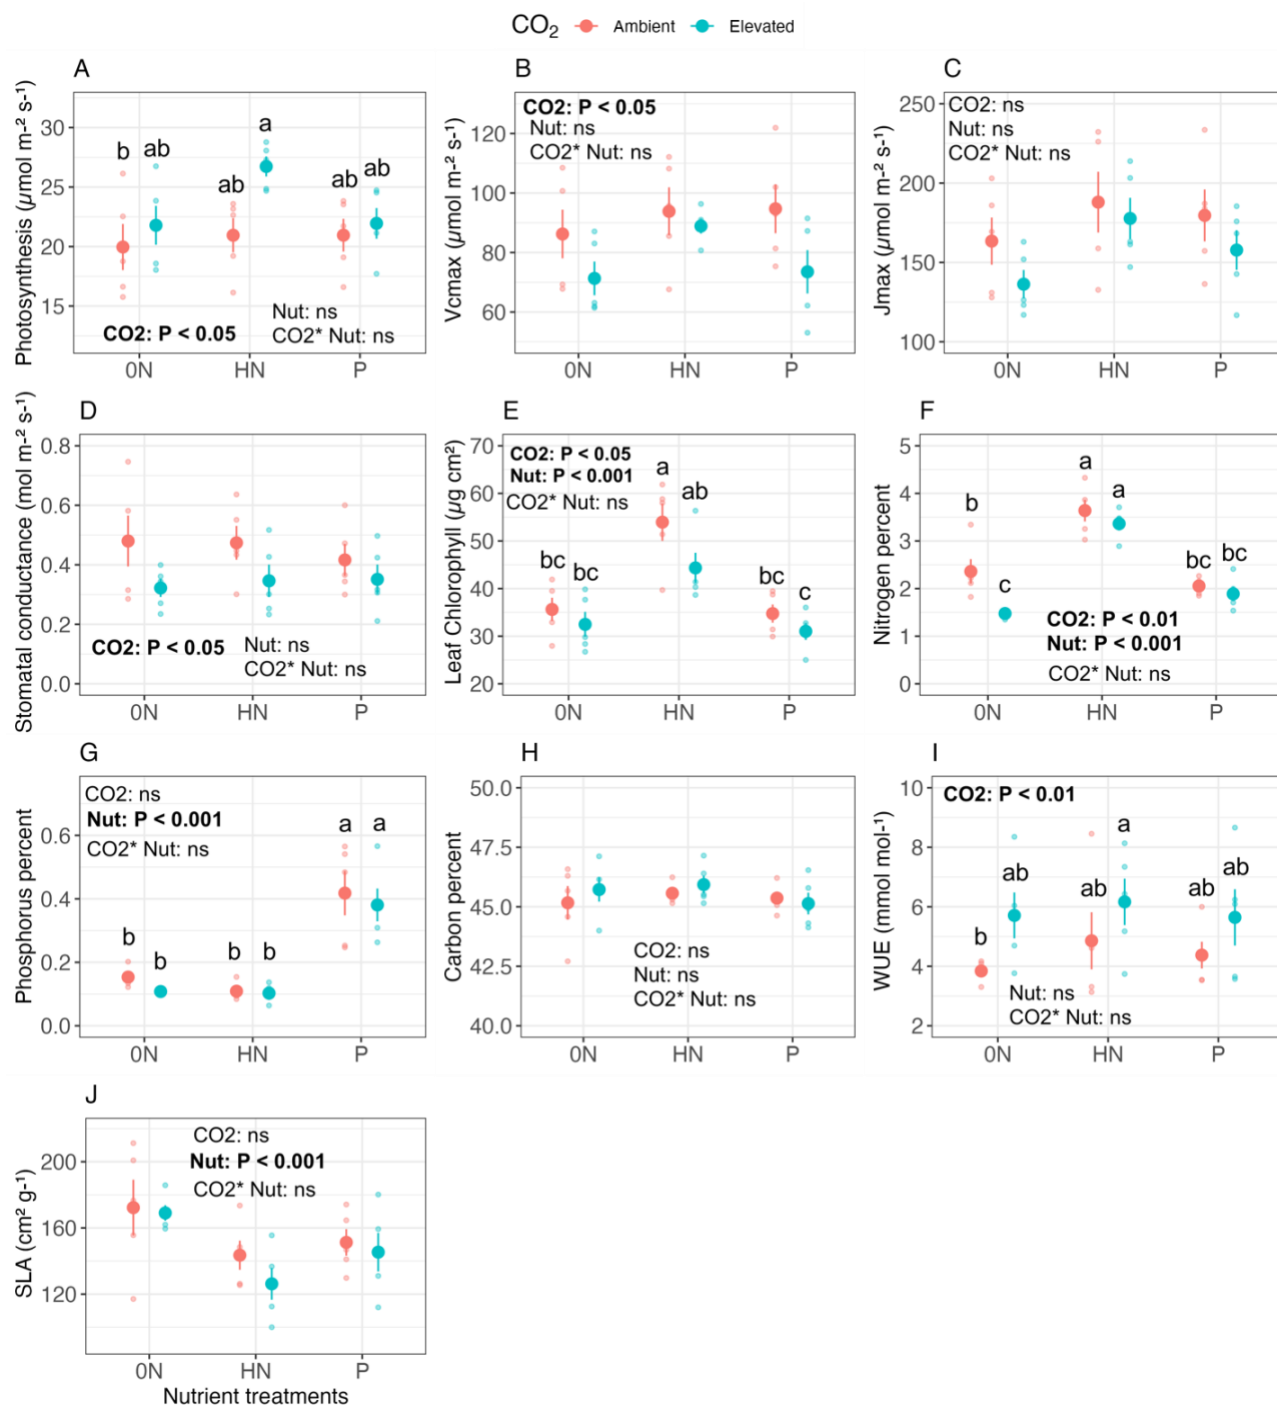 CO₂ Ambient Elevated
A
Photosynthesis (µmol m-² s-¹)
30
25
20
15
b ab ab a ab ab
Nut: ns
CO2: P < 0.05
CO2* Nut: ns
0N HN P
B
Vcmax (µmol m-² s-¹)
120
100
80
60
CO2: P < 0.05
Nut: ns
CO2* Nut: ns
0N HN P
C
Jmax (µmol m-² s-¹)
250
200
150
100
CO2: ns
Nut: ns
CO2* Nut: ns
0N HN P
D
Stomatal conductance (mol m-² s-¹)
0.8
0.6
0.4
0.2
0.0
CO2: P < 0.05
Nut: ns
CO2* Nut: ns
0N HN P
E
Leaf Chlorophyll (µg cm²)
70
60
50
40
30
20
CO2: P < 0.05
Nut: P < 0.001
CO2* Nut: ns
bc bc a ab bc c
0N HN P
F
Nitrogen percent
5
4
3
2
1
0
b c a a bc bc
CO2: P < 0.01
Nut: P < 0.001
CO2* Nut: ns
0N HN P
G
Phosphorus percent
0.6
0.4
0.2
0.0
CO2: ns
Nut: P < 0.001
CO2* Nut: ns
b b b b a a
0N HN P
H
Carbon percent
50.0
47.5
45.0
42.5
40.0
CO2: ns
Nut: ns
CO2* Nut: ns
0N HN P
I
WUE (mmol mol-¹)
10
8
6
4
2
CO2: P < 0.01
b ab ab a ab ab
Nut: ns
CO2* Nut: ns
0N HN P
J
SLA (cm² g-¹)
200
160
120
CO2: ns
Nut: P < 0.001
CO2* Nut: ns
0N HN P
Nutrient treatments